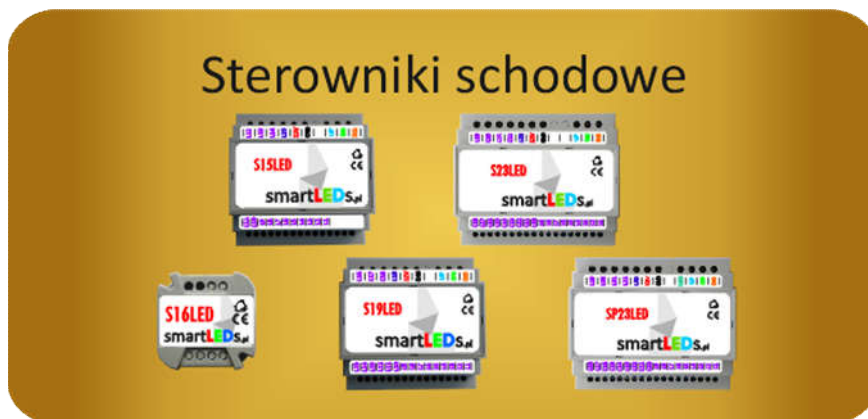 Sterowniki schodowe
S15LED
smartLEDs.pl
S23LED
smartLEDs.pl
S16LED
smartLEDs.pl
S19LED
smartLEDs.pl
SP23LED
smartLEDs.pl